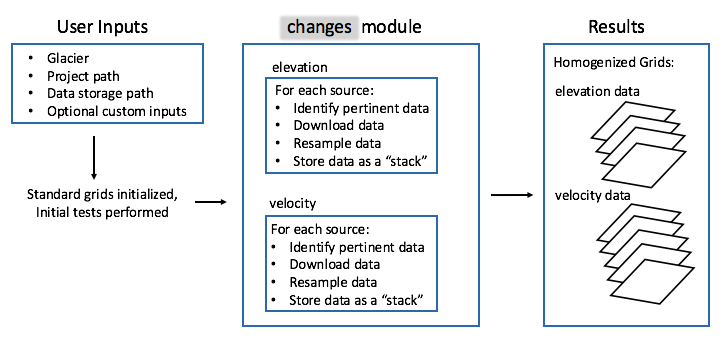 User Inputs
• Glacier
• Project path
• Data storage path
• Optional custom inputs
Standard grids initialized,
Initial tests performed
changes module
elevation
For each source:
• Identify pertinent data
• Download data
• Resample data
• Store data as a “stack”
velocity
For each source:
• Identify pertinent data
• Download data
• Resample data
• Store data as a “stack”
Results
Homogenized Grids:
elevation data
velocity data